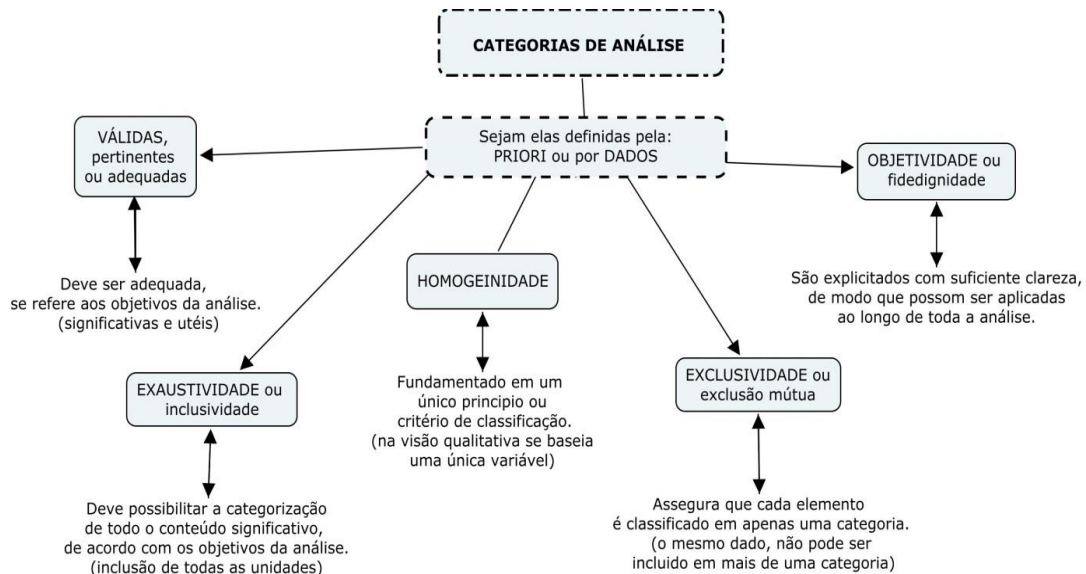 CATEGORIAS DE ANÁLISE
Sejam elas definidas pela:
PRIORI ou por DADOS
VÁLIDAS,
pertinentes
ou adequadas
Deve ser adequada,
se refere aos objetivos da análise.
(significativas e utéis)
EXAUSTIVIDADE ou
inclusividade
Deve possibilitar a categorização
de todo o conteúdo significativo,
de acordo com os objetivos da análise.
(inclusão de todas as unidades)
HOMOGEINIDADE
Fundamentado em um
único principio ou
critério de classificação.
(na visão qualitativa se baseia
uma única variável)
EXCLUSIVIDADE ou
exclusão mútua
Assegura que cada elemento
é classificado em apenas uma categoria.
(o mesmo dado, não pode ser
incluido em mais de uma categoria)
OBJETIVIDADE ou
fidedignidade
São explicitados com suficiente clareza,
de modo que possom ser aplicadas
ao longo de toda a análise.